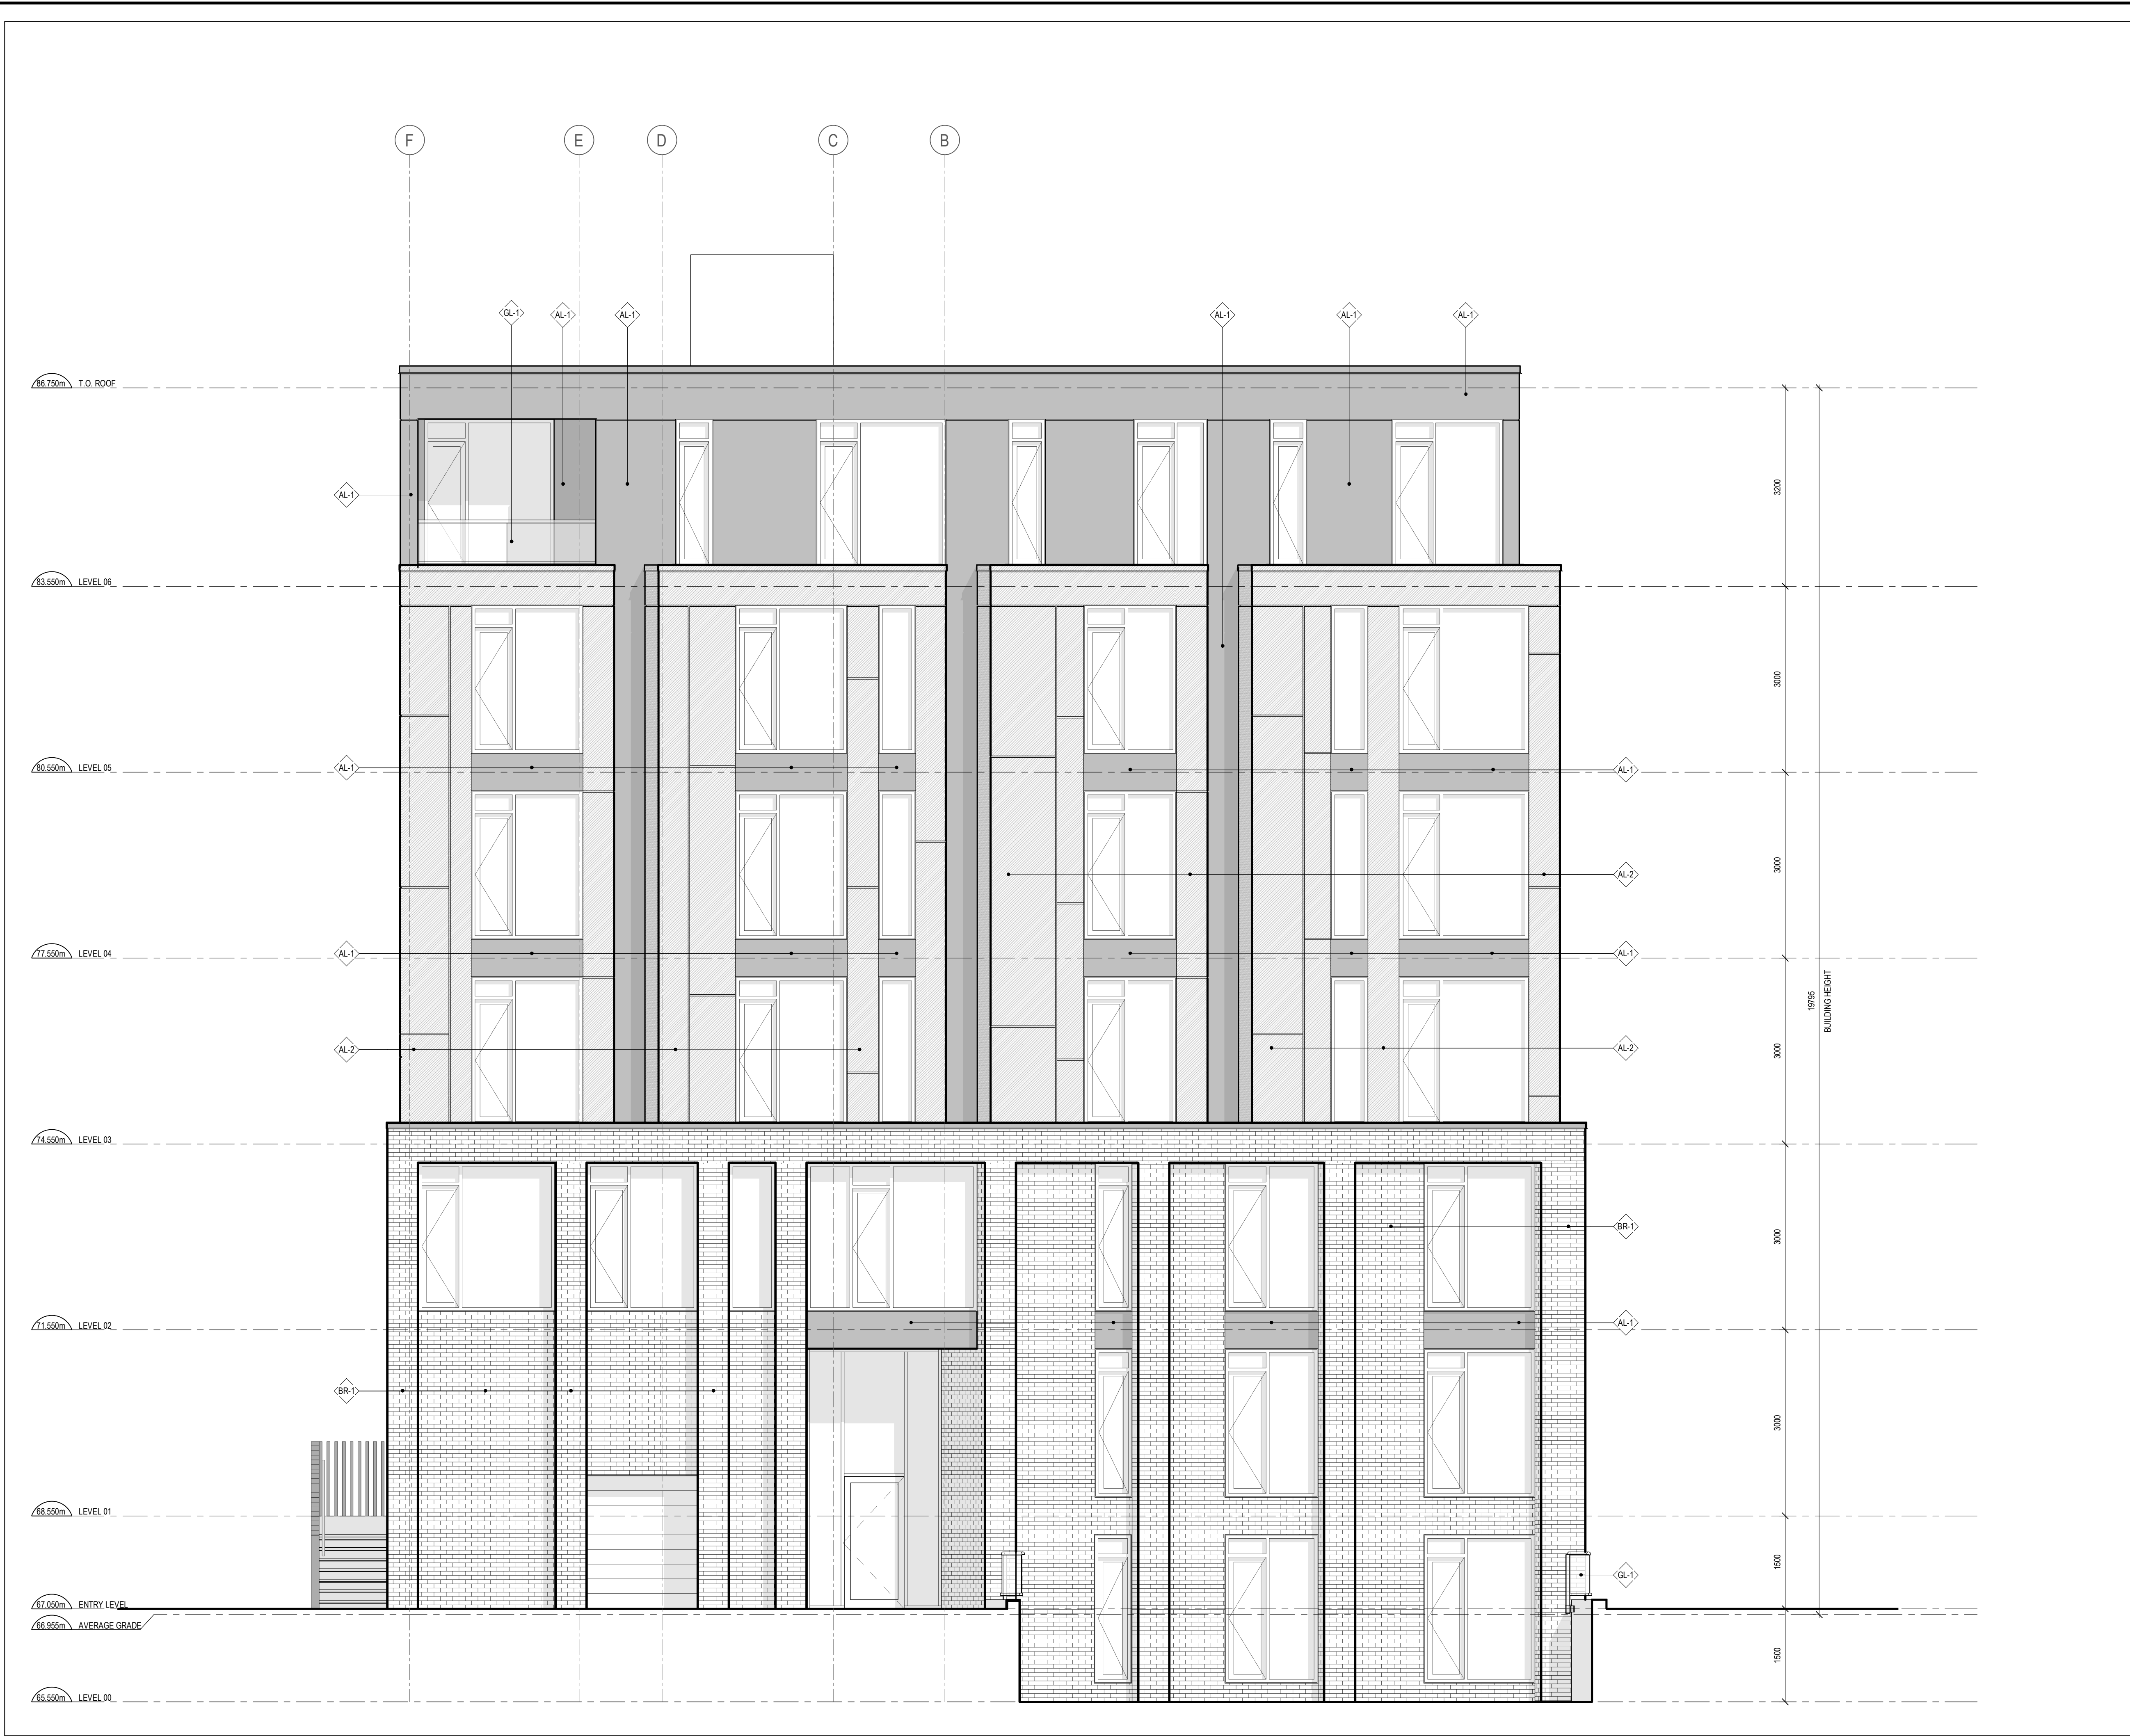 F E D C B
GL-1 AL-1 AL-1 AL-1 AL-1 AL-1
86.750m T.O. ROOF
3200
AL-1
83.550m LEVEL 06
3000
80.550m LEVEL 05
AL-1 AL-1
3000
AL-2
77.550m LEVEL 04
AL-1 AL-1
19795
BUILDING HEIGHT
3000
AL-2 AL-2
74.550m LEVEL 03
BR-1
3000
71.550m LEVEL 02
AL-1
BR-1
3000
68.550m LEVEL 01
1500
GL-1
67.050m ENTRY LEVEL
66.955m AVERAGE GRADE
1500
65.550m LEVEL 00